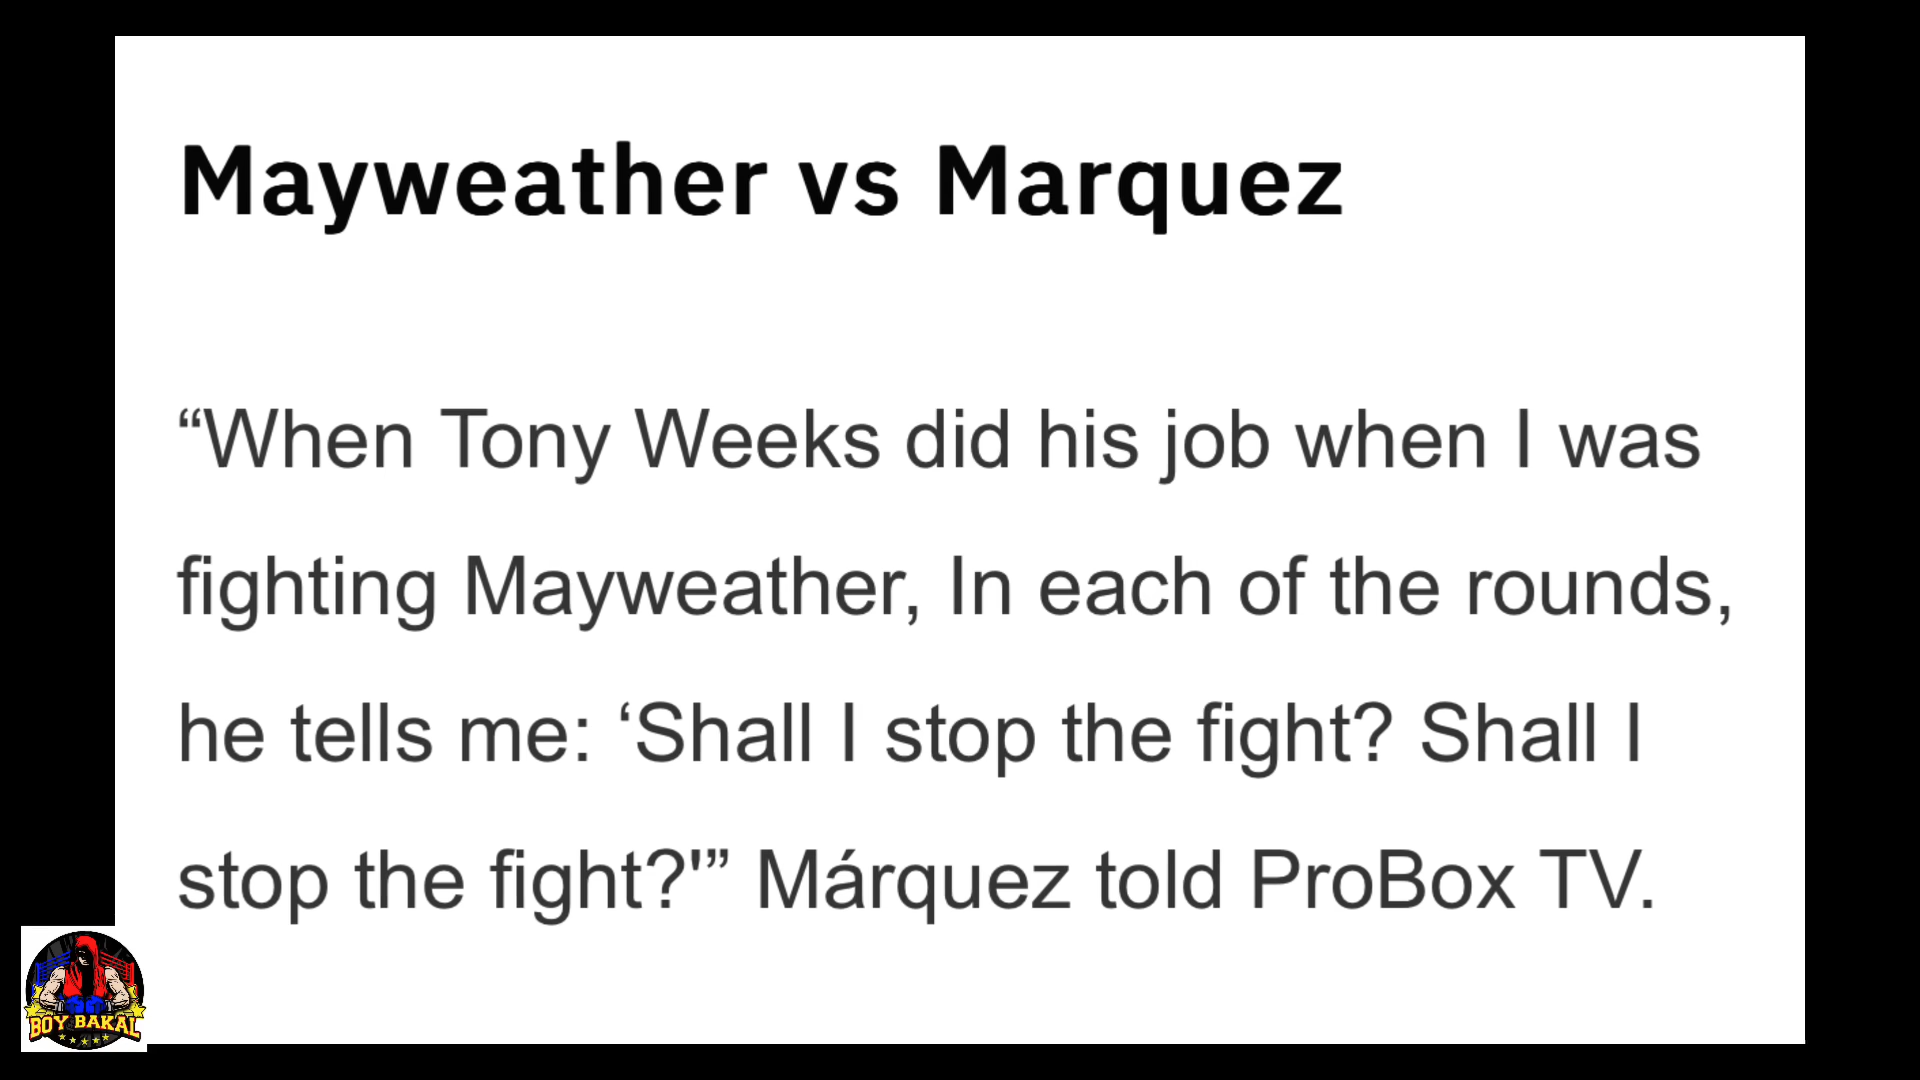 Mayweather vs Marquez
“When Tony Weeks did his job when I was
fighting Mayweather, In each of the rounds,
he tells me: ‘Shall I stop the fight? Shall I
stop the fight?'” Márquez told ProBox TV.
BOY BAKAL